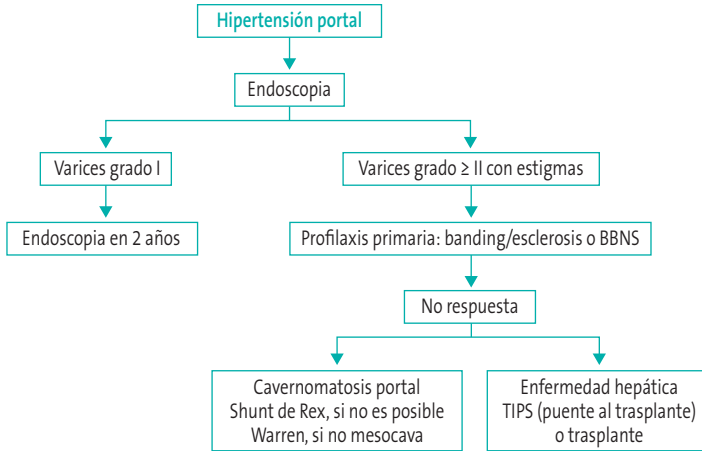 Hipertensión portal
Endoscopia
Varices grado I
Varices grado ≥ II con estigmas
Endoscopia en 2 años
Profilaxis primaria: banding/esclerosis o BBNS
No respuesta
Cavernomatosis portal
Shunt de Rex, si no es posible
Warren, si no mesocava
Enfermedad hepática
TIPS (puente al trasplante)
o trasplante